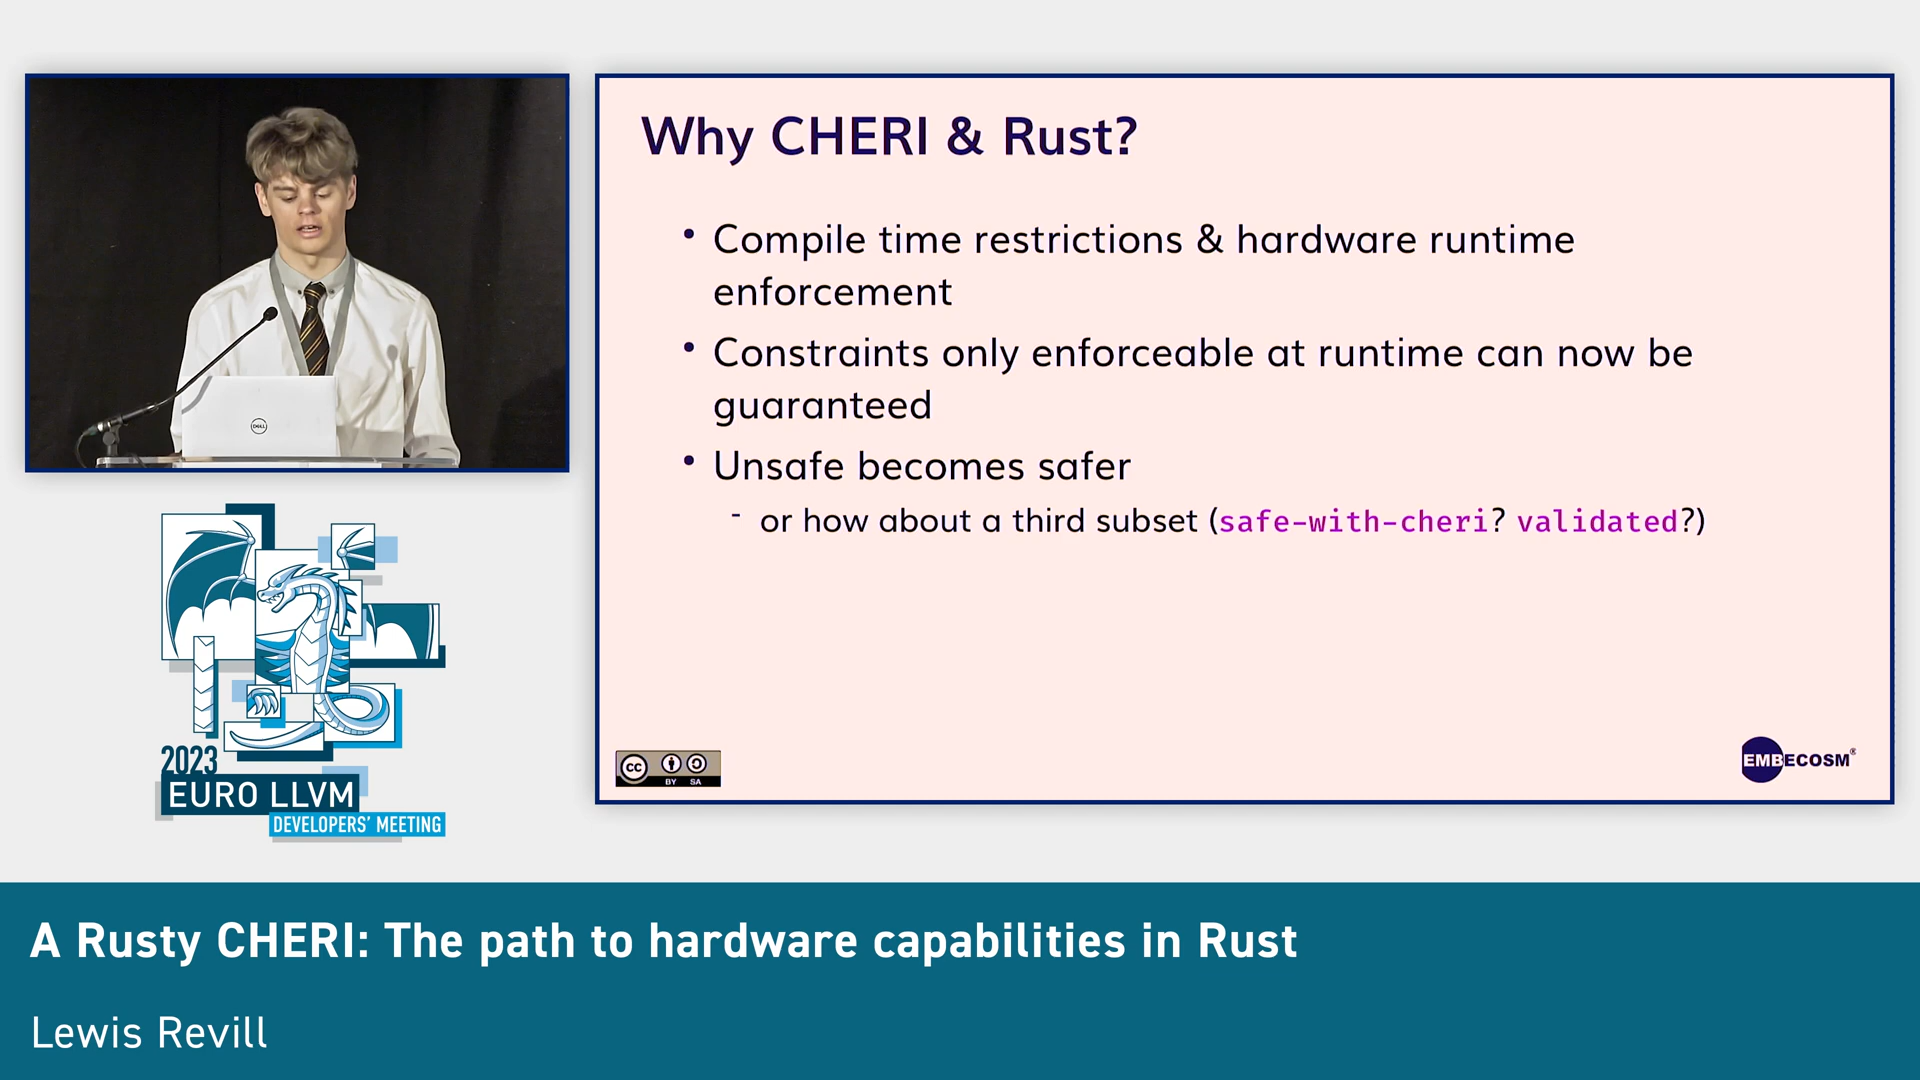 Why CHERI & Rust?
• Compile time restrictions & hardware runtime
enforcement
• Constraints only enforceable at runtime can now be
guaranteed
• Unsafe becomes safer
- or how about a third subset (safe-with-cheri? validated?)
DELL
cc BY SA
EMBECOSM®
2023
EURO LLVM
DEVELOPERS' MEETING
A Rusty CHERI: The path to hardware capabilities in Rust
Lewis Revill